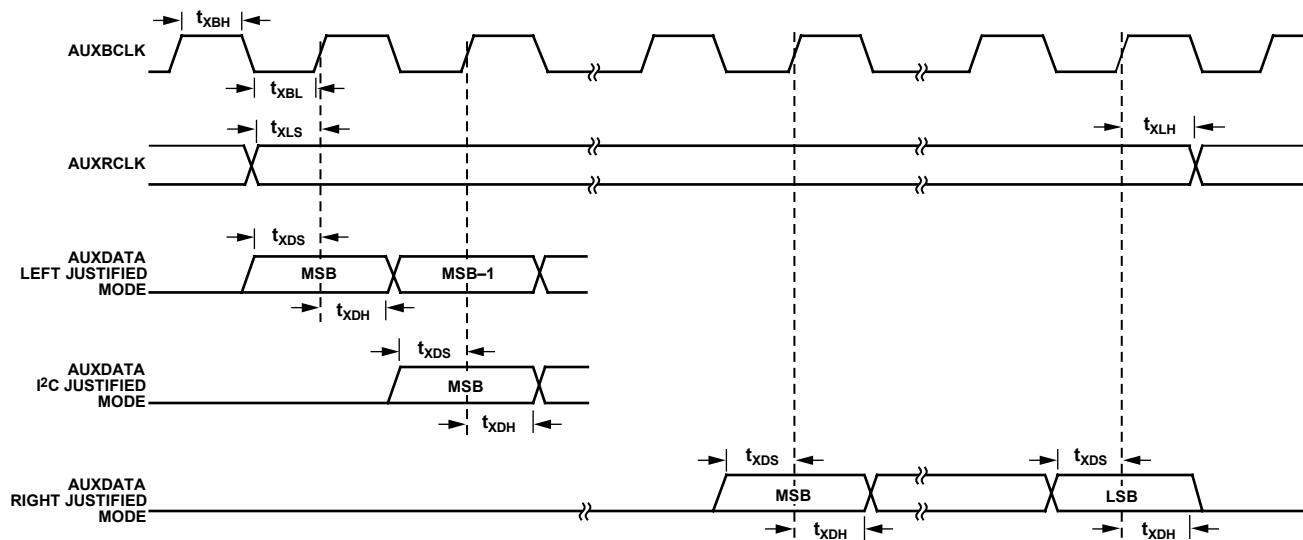 tXBH
AUXBCLK
tXBL
tXLS
tXLH
AUXRCLK
tXDS
AUXDATA
LEFT JUSTIFIED
MODE
MSB
MSB–1
tXDH
tXDS
AUXDATA
I²C JUSTIFIED
MODE
MSB
tXDH
tXDS
tXDS
AUXDATA
RIGHT JUSTIFIED
MODE
MSB
LSB
tXDH
tXDH